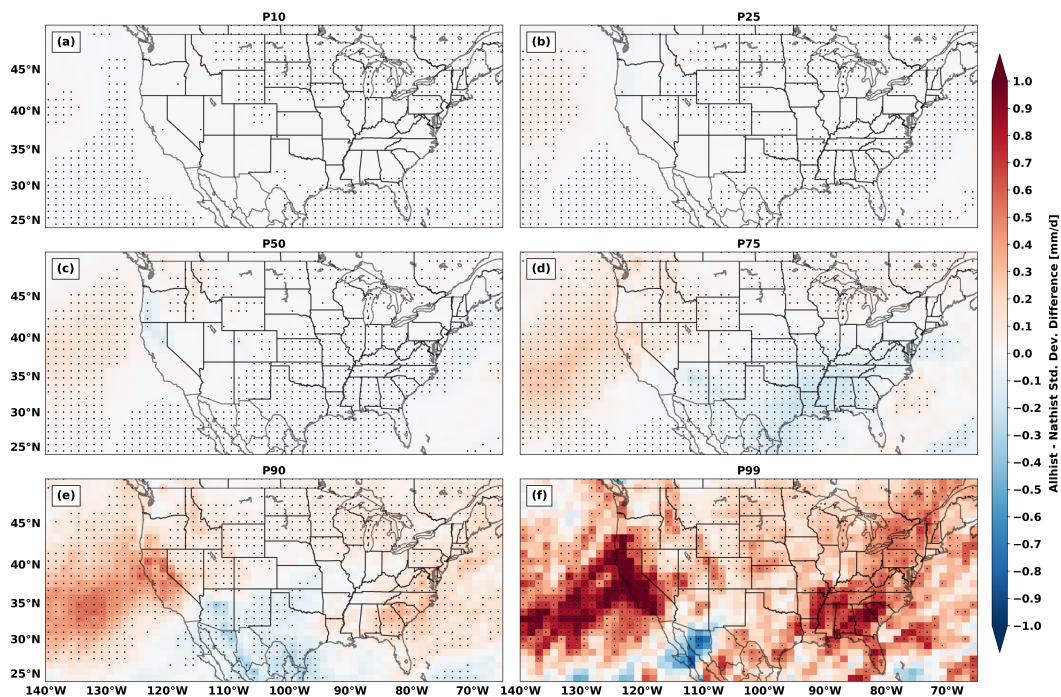 P10
P25
(a)
(b)
45°N
40°N
35°N
30°N
25°N
P50
P75
(c)
(d)
45°N
40°N
35°N
30°N
25°N
P90
P99
(e)
(f)
45°N
40°N
35°N
30°N
25°N
140°W 130°W 120°W 110°W 100°W 90°W 80°W 70°W
140°W 130°W 120°W 110°W 100°W 90°W 80°W 70°W
1.0
0.9
0.8
0.7
0.6
0.5
0.4
0.3
0.2
0.1
0.0
−0.1
−0.2
−0.3
−0.4
−0.5
−0.6
−0.7
−0.8
−0.9
−1.0
Allhist - Nathist Std. Dev. Difference [mm/d]